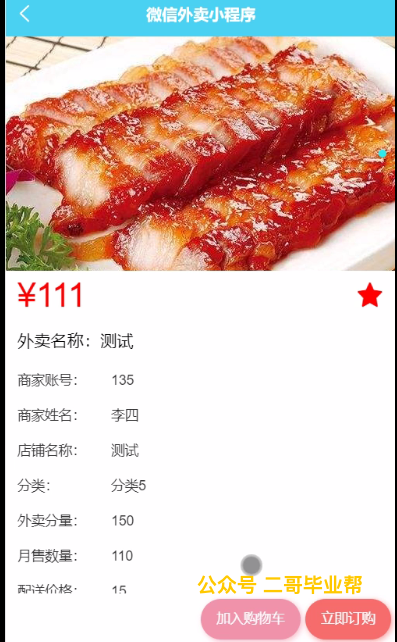 微信外卖小程序
¥111
外卖名称：测试
商家账号： 135
商家姓名： 李四
店铺名称： 测试
分类： 分类5
外卖分量： 150
月售数量： 110
配送价格： 15
公众号 二哥毕业帮
加入购物车 立即订购